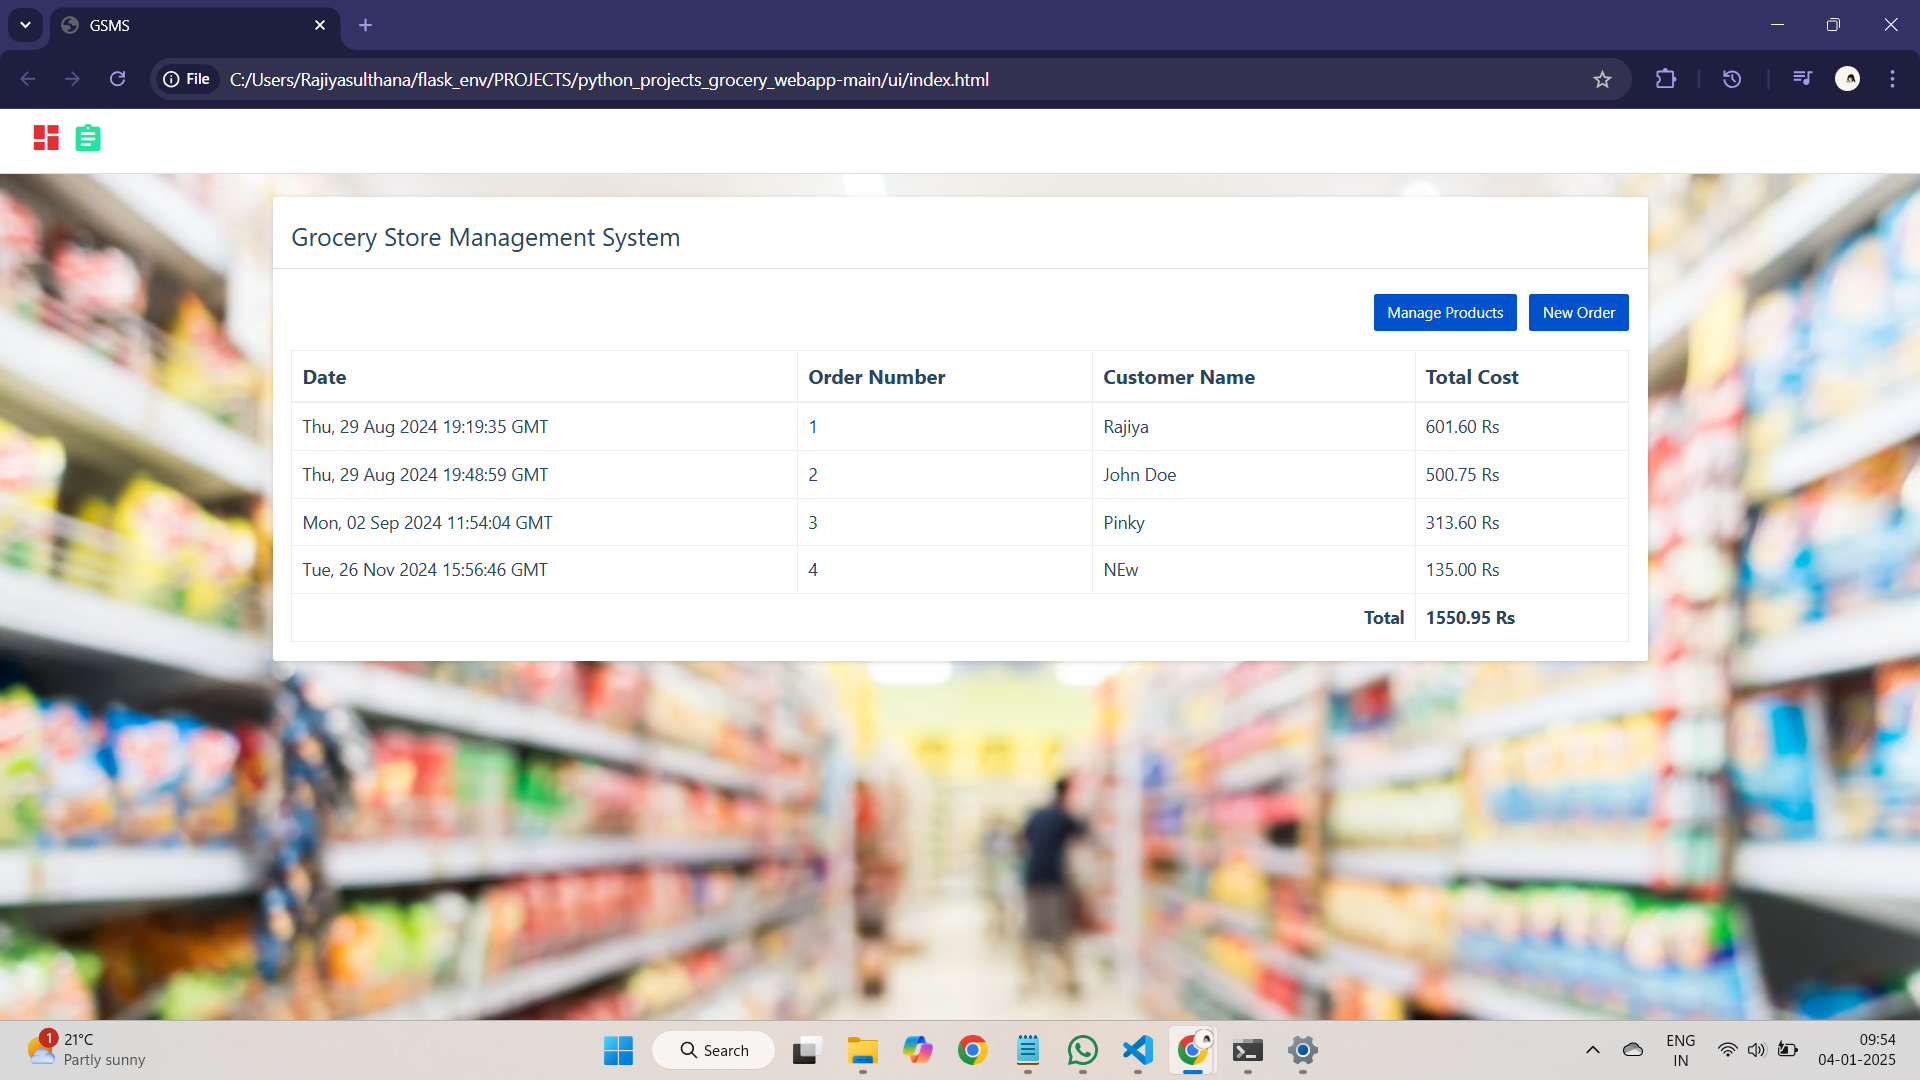 GSMS
File C:/Users/Rajiyasulthana/flask_env/PROJECTS/python_projects_grocery_webapp-main/ui/index.html
Grocery Store Management System
Manage Products New Order
Date Order Number Customer Name Total Cost
Thu, 29 Aug 2024 19:19:35 GMT 1 Rajiya 601.60 Rs
Thu, 29 Aug 2024 19:48:59 GMT 2 John Doe 500.75 Rs
Mon, 02 Sep 2024 11:54:04 GMT 3 Pinky 313.60 Rs
Tue, 26 Nov 2024 15:56:46 GMT 4 NEw 135.00 Rs
Total 1550.95 Rs
1 21°C
Partly sunny
Search
ENG
IN
09:54
04-01-2025